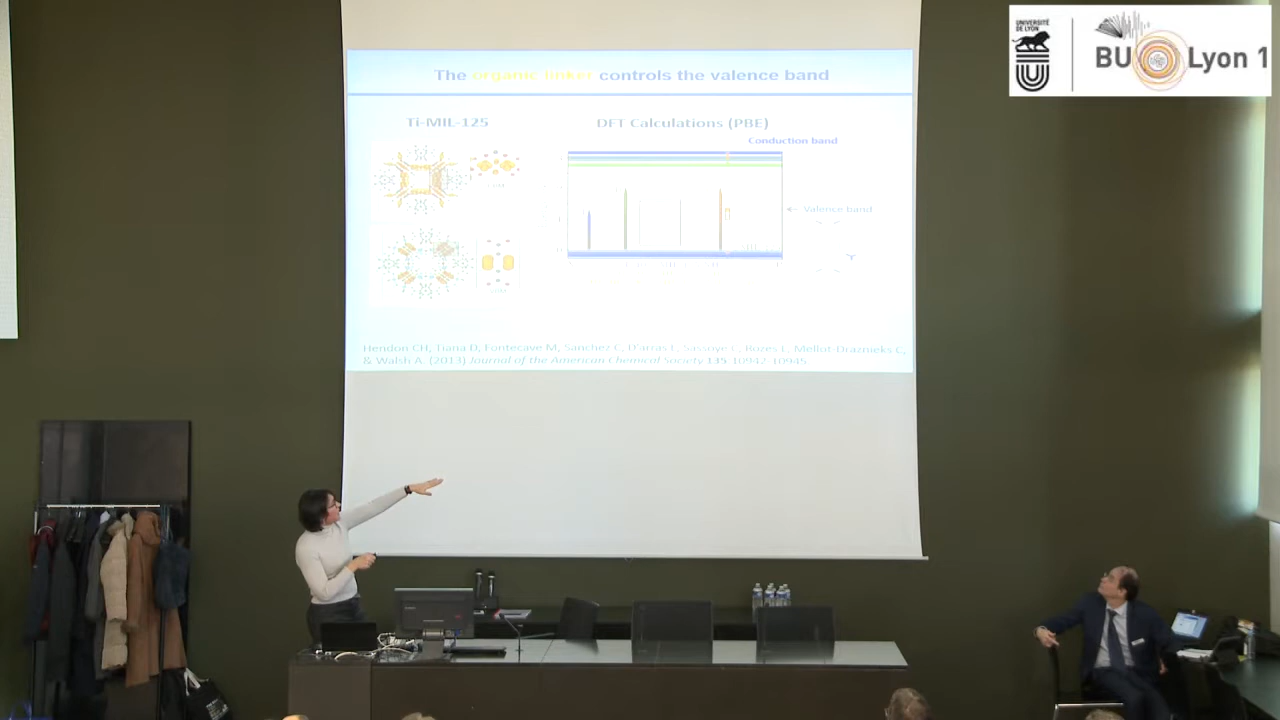 UNIVERSITÉ
DE LYON
BU Lyon 1
The organic linker controls the valence band
Ti-MIL-125
DFT Calculations (PBE)
Conduction band
Valence band
Hendon CH, Tiana D, Fontecave M, Sanchez C, D'arras L, Sassoye C, Rozes L, Mellot-Draznieks C,
& Walsh A. (2013) Journal of the American Chemical Society 135 10942-10945